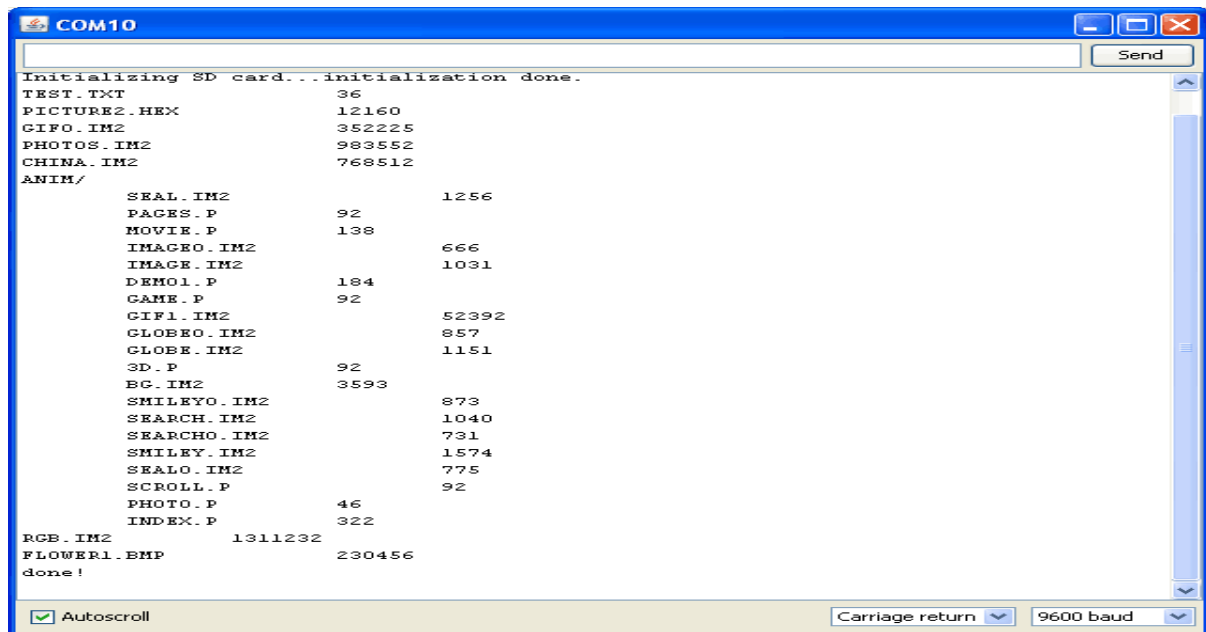 COM10
Send
Initializing SD card...initialization done.
TEST.TXT 36
PICTURE2.HEX 12160
GIF0.IM2 352225
PHOTOS.IM2 983552
CHINA.IM2 768512
ANIM/
SEAL.IM2 1256
PAGES.P 92
MOVIE.P 138
IMAGE0.IM2 666
IMAGE.IM2 1031
DEMO1.P 184
GAME.P 92
GIF1.IM2 52392
GLOBE0.IM2 857
GLOBE.IM2 1151
3D.P 92
BG.IM2 3593
SMILEY0.IM2 873
SEARCH.IM2 1040
SEARCH0.IM2 731
SMILEY.IM2 1574
SEAL0.IM2 775
SCROLL.P 92
PHOTO.P 46
INDEX.P 322
RGB.IM2 1311232
FLOWER1.BMP 230456
done!
Autoscroll Carriage return 9600 baud